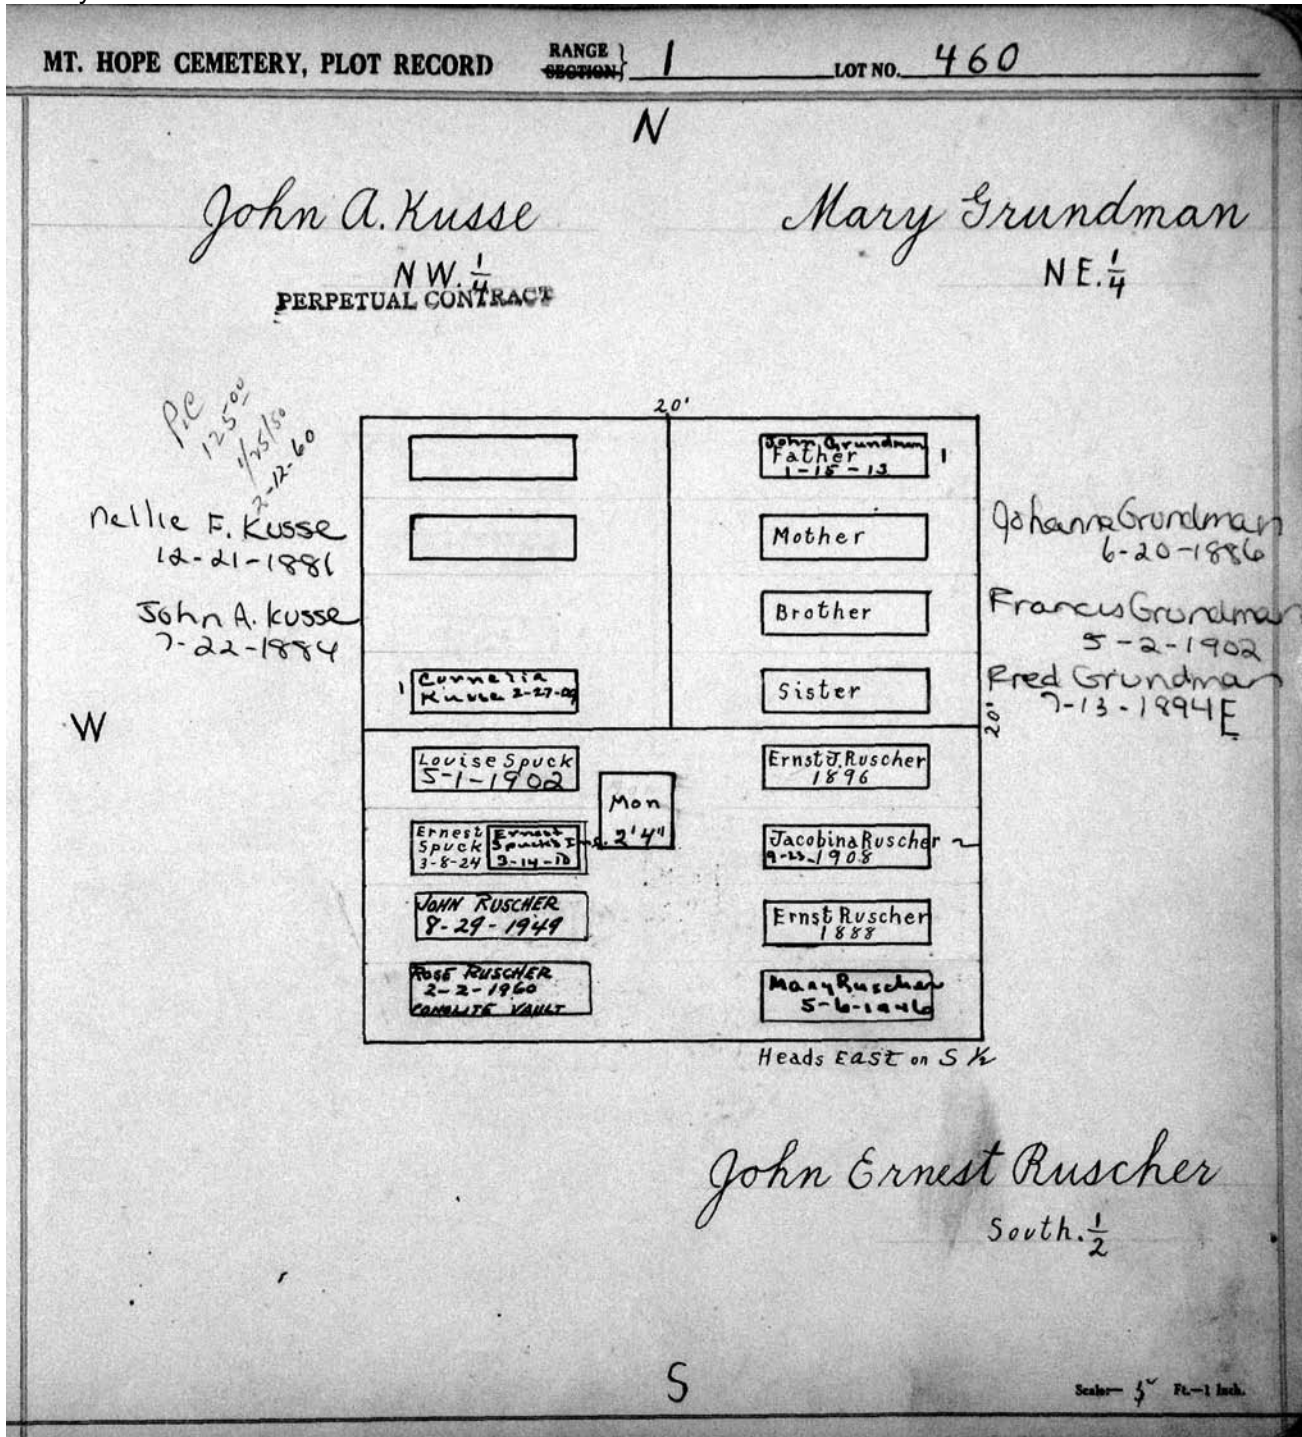 MT. HOPE CEMETERY, PLOT RECORD RANGE SECTION } 1 LOT NO. 460
N
John A. Kusse
N W. 1/4
PERPETUAL CONTRACT
Mary Grundman
N E. 1/4
P.C
125 00
1/25/50
2-12-60
20'
Nellie F. Kusse
12-21-1881
John A. Kusse
7-22-1884
W
John Grundman
Father
1-15-13
1
Mother
Johanna Grundman
6-20-1886
Brother
Francis Grundman
5-2-1902
Sister
Fred Grundman
7-13-1894
E
20'
1
Cornelia
Kusse 2-27-09
Louise Spuck
5-1-1902
Ernest
Spuck
3-8-24
Ernest
Spuck's
3-14-10
John Ruscher
8-29-1949
Rose Ruscher
2-2-1960
Conolite Vault
Mon
2'4"
Ernst J. Ruscher
1896
Jacobina Ruscher
9-23-1908
Ernst Ruscher
1888
Mary Ruscher
5-6-1946
Heads East on S 1/2
John Ernest Ruscher
South. 1/2
S
Scale— 5 Ft.—1 Inch.